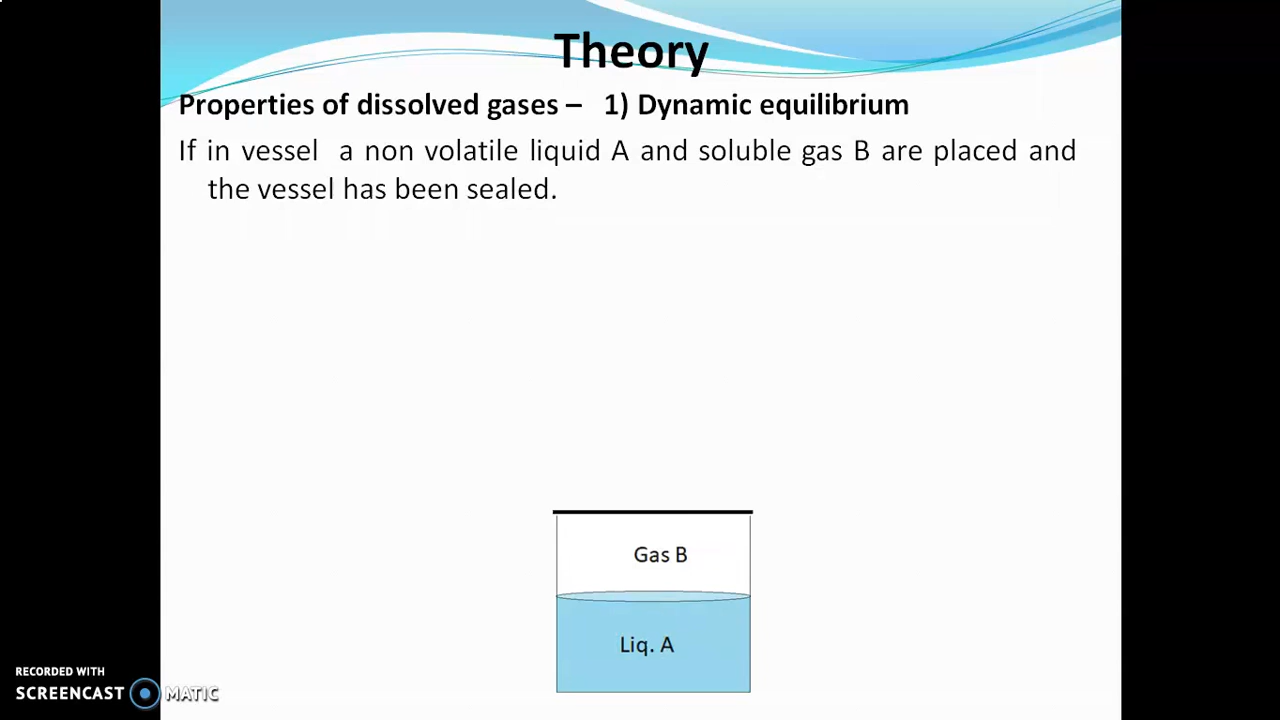 Theory
Properties of dissolved gases – 1) Dynamic equilibrium
If in vessel a non volatile liquid A and soluble gas B are placed and
the vessel has been sealed.
Gas B
Liq. A
RECORDED WITH
SCREENCAST MATIC